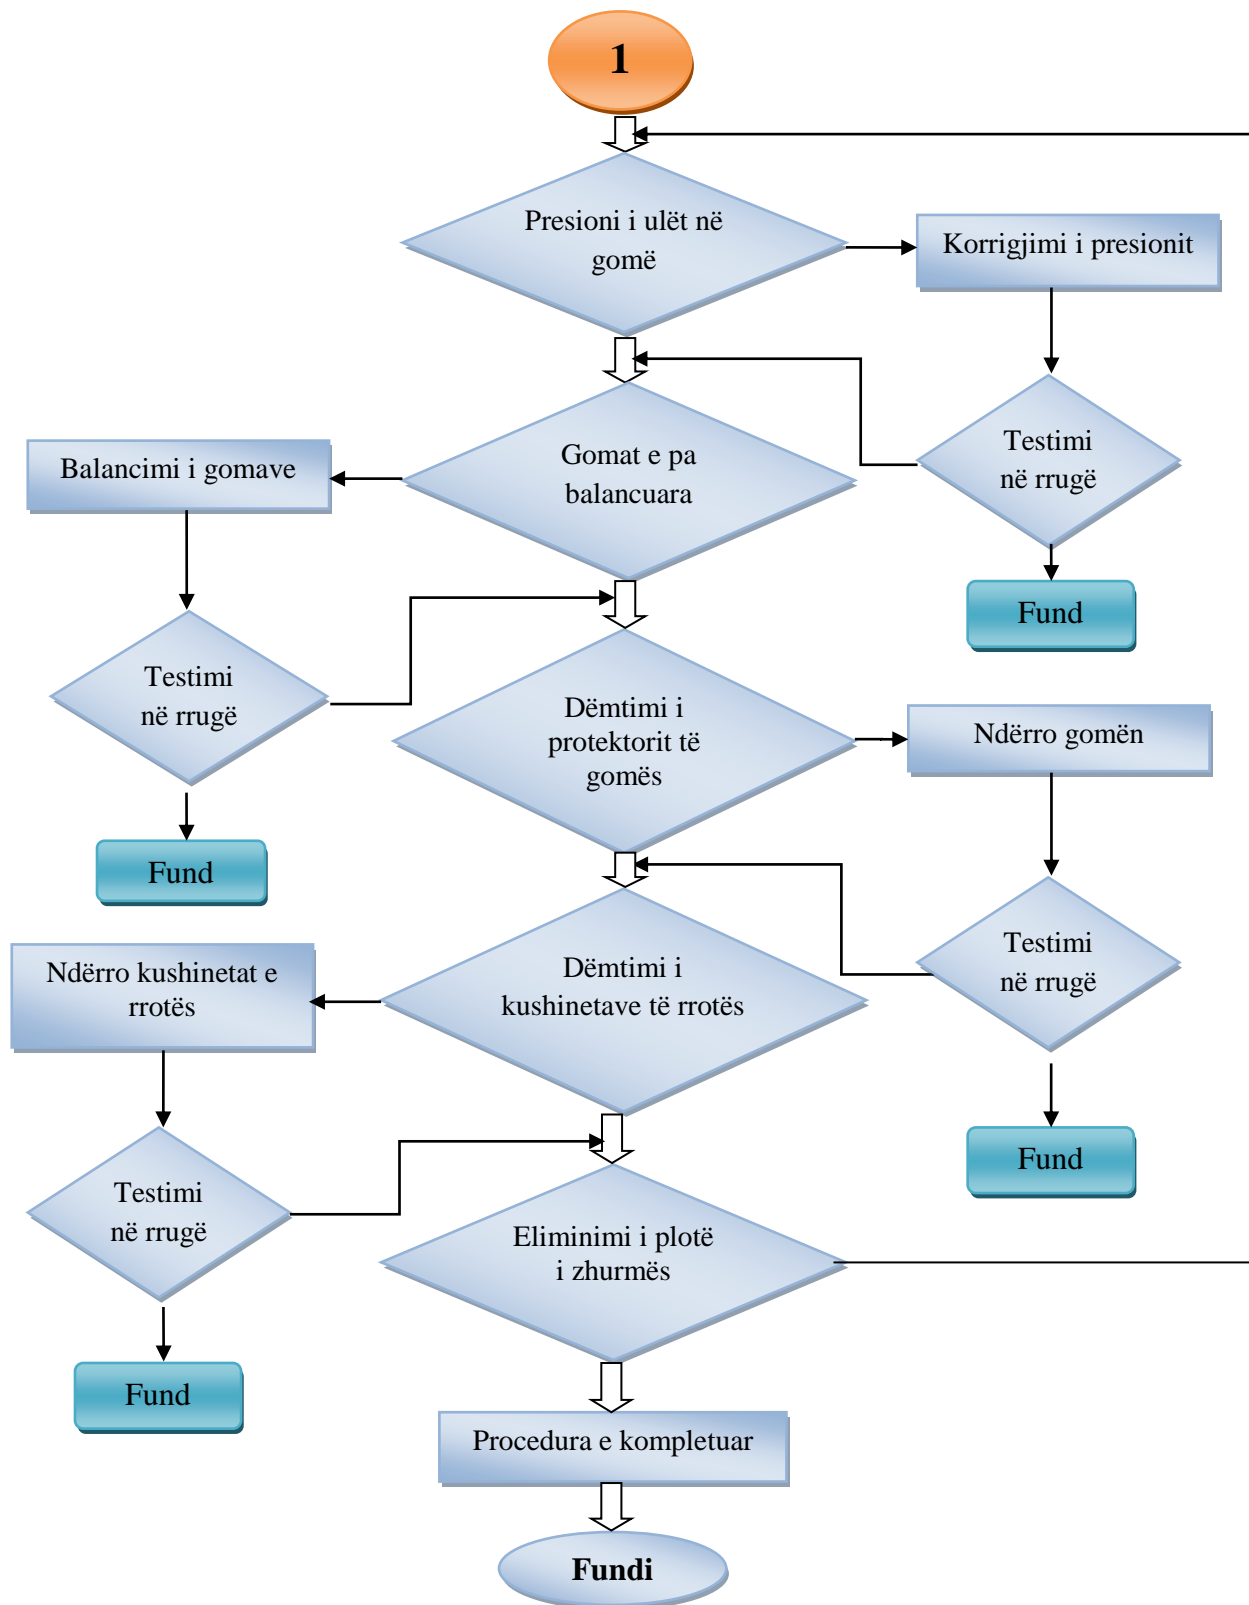 1
Presioni i ulët në
gomë
Korrigjimi i presionit
Gomat e pa
balancuara
Balancimi i gomave
Testimi
në rrugë
Fund
Testimi
në rrugë
Fund
Dëmtimi i
protektorit të
gomës
Ndërro gomën
Testimi
në rrugë
Fund
Dëmtimi i
kushinetave të rrotës
Ndërro kushinetat e
rrotës
Testimi
në rrugë
Fund
Eliminimi i plotë
i zhurmës
Procedura e kompletuar
Fundi